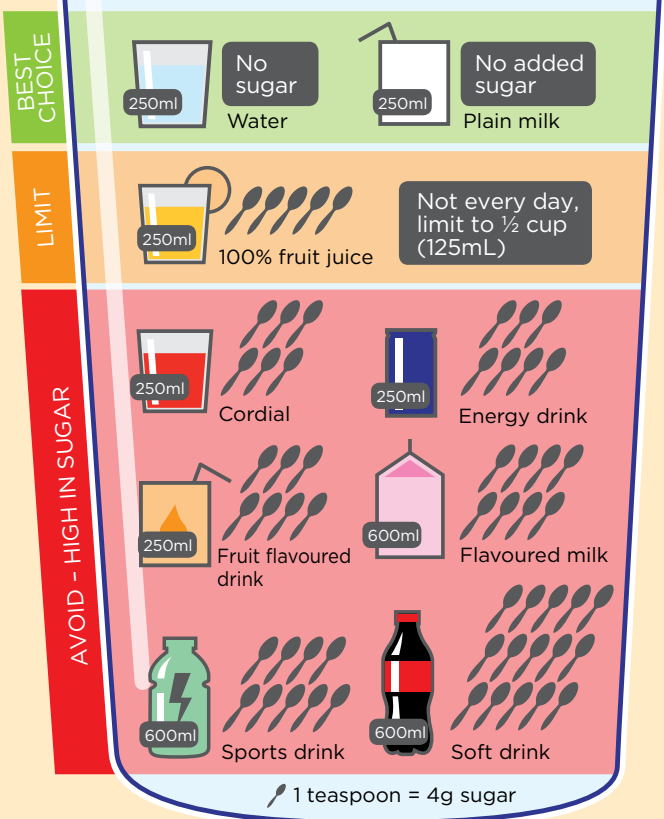 BEST
CHOICE
250ml
No
sugar
Water
250ml
No added
sugar
Plain milk
LIMIT
250ml
100% fruit juice
Not every day,
limit to ½ cup
(125mL)
AVOID – HIGH IN SUGAR
250ml
Cordial
250ml
Energy drink
250ml
Fruit flavoured
drink
600ml
Flavoured milk
600ml
Sports drink
600ml
Soft drink
1 teaspoon = 4g sugar